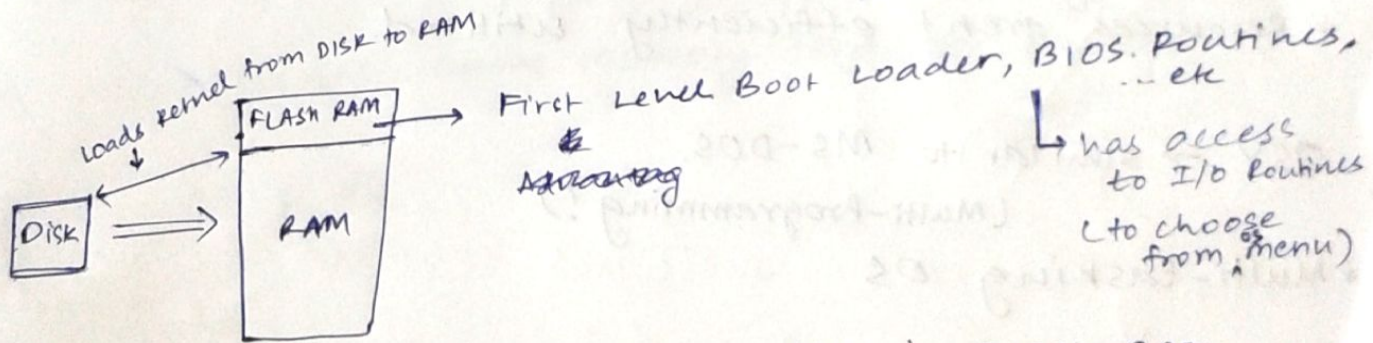 Loads kernel from DISK to RAM
FLASH RAM
First Level Boot Loader, BIOS. Routines,
... etc
has access
to I/O Routines
(to choose
from OS menu)
Disk
RAM